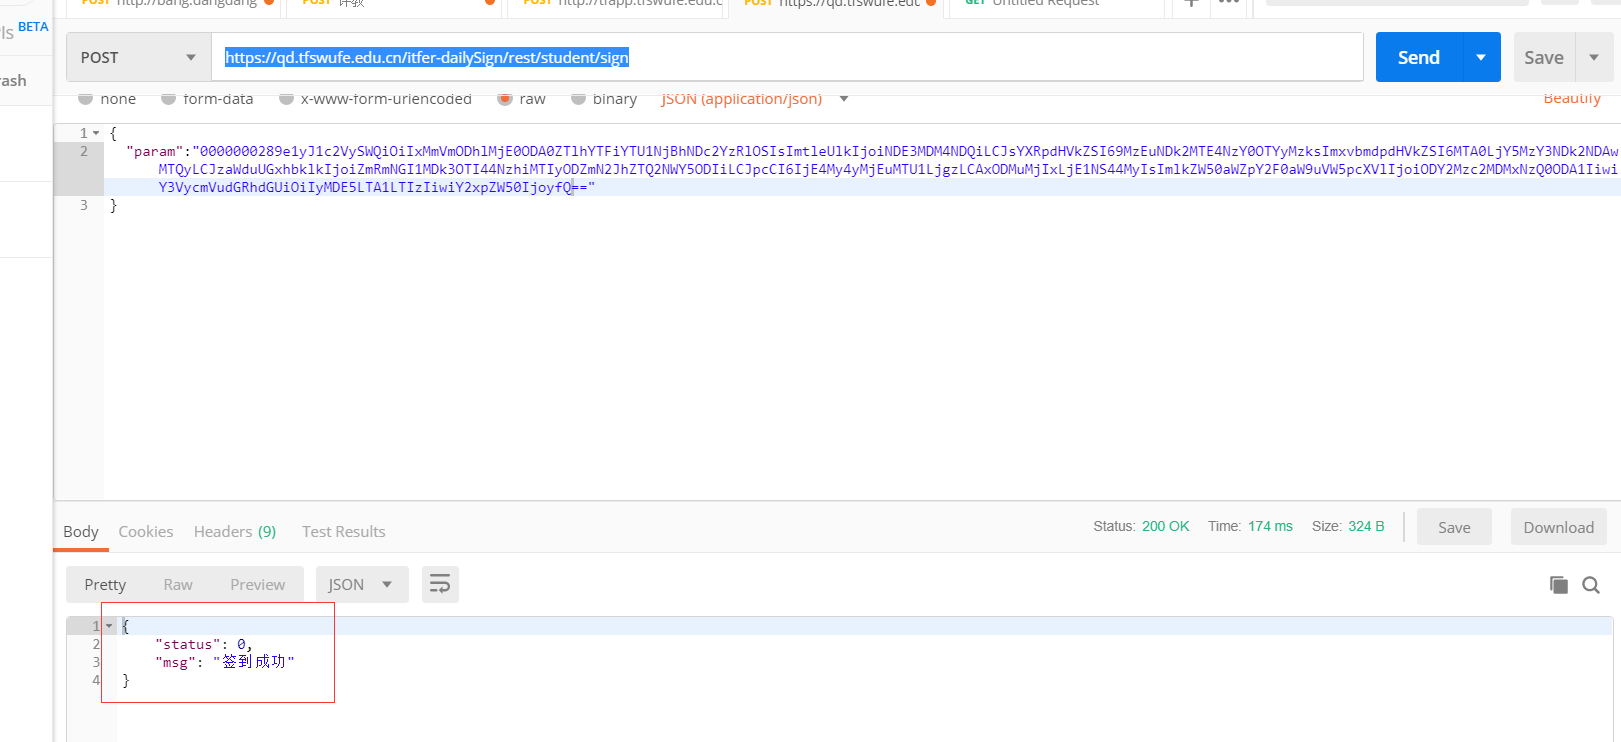 POST http://bang.dangdang POST 评教 POST http://trapp.tfswufe.edu.c POST https://qd.tfswufe.edc GET Untitled Request
BETA
POST https://qd.tfswufe.edu.cn/itfer-dailySign/rest/student/sign Send Save
rash
none form-data x-www-form-urlencoded raw binary JSON (application/json) Beautify
1 {
2 "param":"0000000289e1yJ1c2VySWQiOiIxMmVmODhlMjE0ODA0ZTlhYTFiYTU1NjBhNDc2YzRlOSIsImtleUlkIjoiNDE3MDM4NDQiLCJsYXRpdHVkZSI69MzEuNDk2MTE4NzY0OTYyMzksImxvbmdpdHVkZSI6MTA0LjY5MzY3NDk2NDAw
MTQyLCJzaWduUGxhbklkIjoiZmRmNGI1MDk3OTI44NzhiMTIyODZmN2JhZTQ2NWY5ODIiLCJpcCI6IjE4My4yMjEuMTU1LjgzLCAxODMuMjIxLjE1NS44MyIsImlkZW50aWZpY2F0aW9uVW5pcXVlIjoiODY2Mzc2MDMxNzQ0ODA1Iiwi
Y3VycmVudGRhdGUiOiIyMDE5LTA1LTIzIiwiY2xpZW50IjoyfQ=="
3 }
Body Cookies Headers (9) Test Results Status: 200 OK Time: 174 ms Size: 324 B Save Download
Pretty Raw Preview JSON
1 {
2 "status": 0,
3 "msg": "签到成功"
4 }